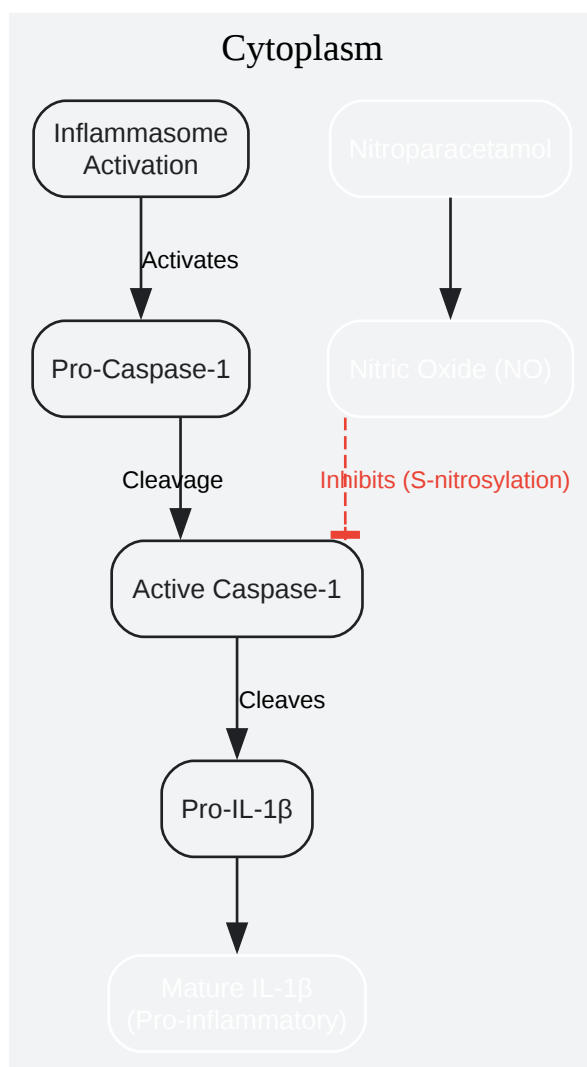 Cytoplasm
Inflammasome
Activation
Nitroparacetamol
Activates
Pro-Caspase-1
Nitric Oxide (NO)
Cleavage
Inhibits (S-nitrosylation)
Active Caspase-1
Cleaves
Pro-IL-1β
Mature IL-1β
(Pro-inflammatory)